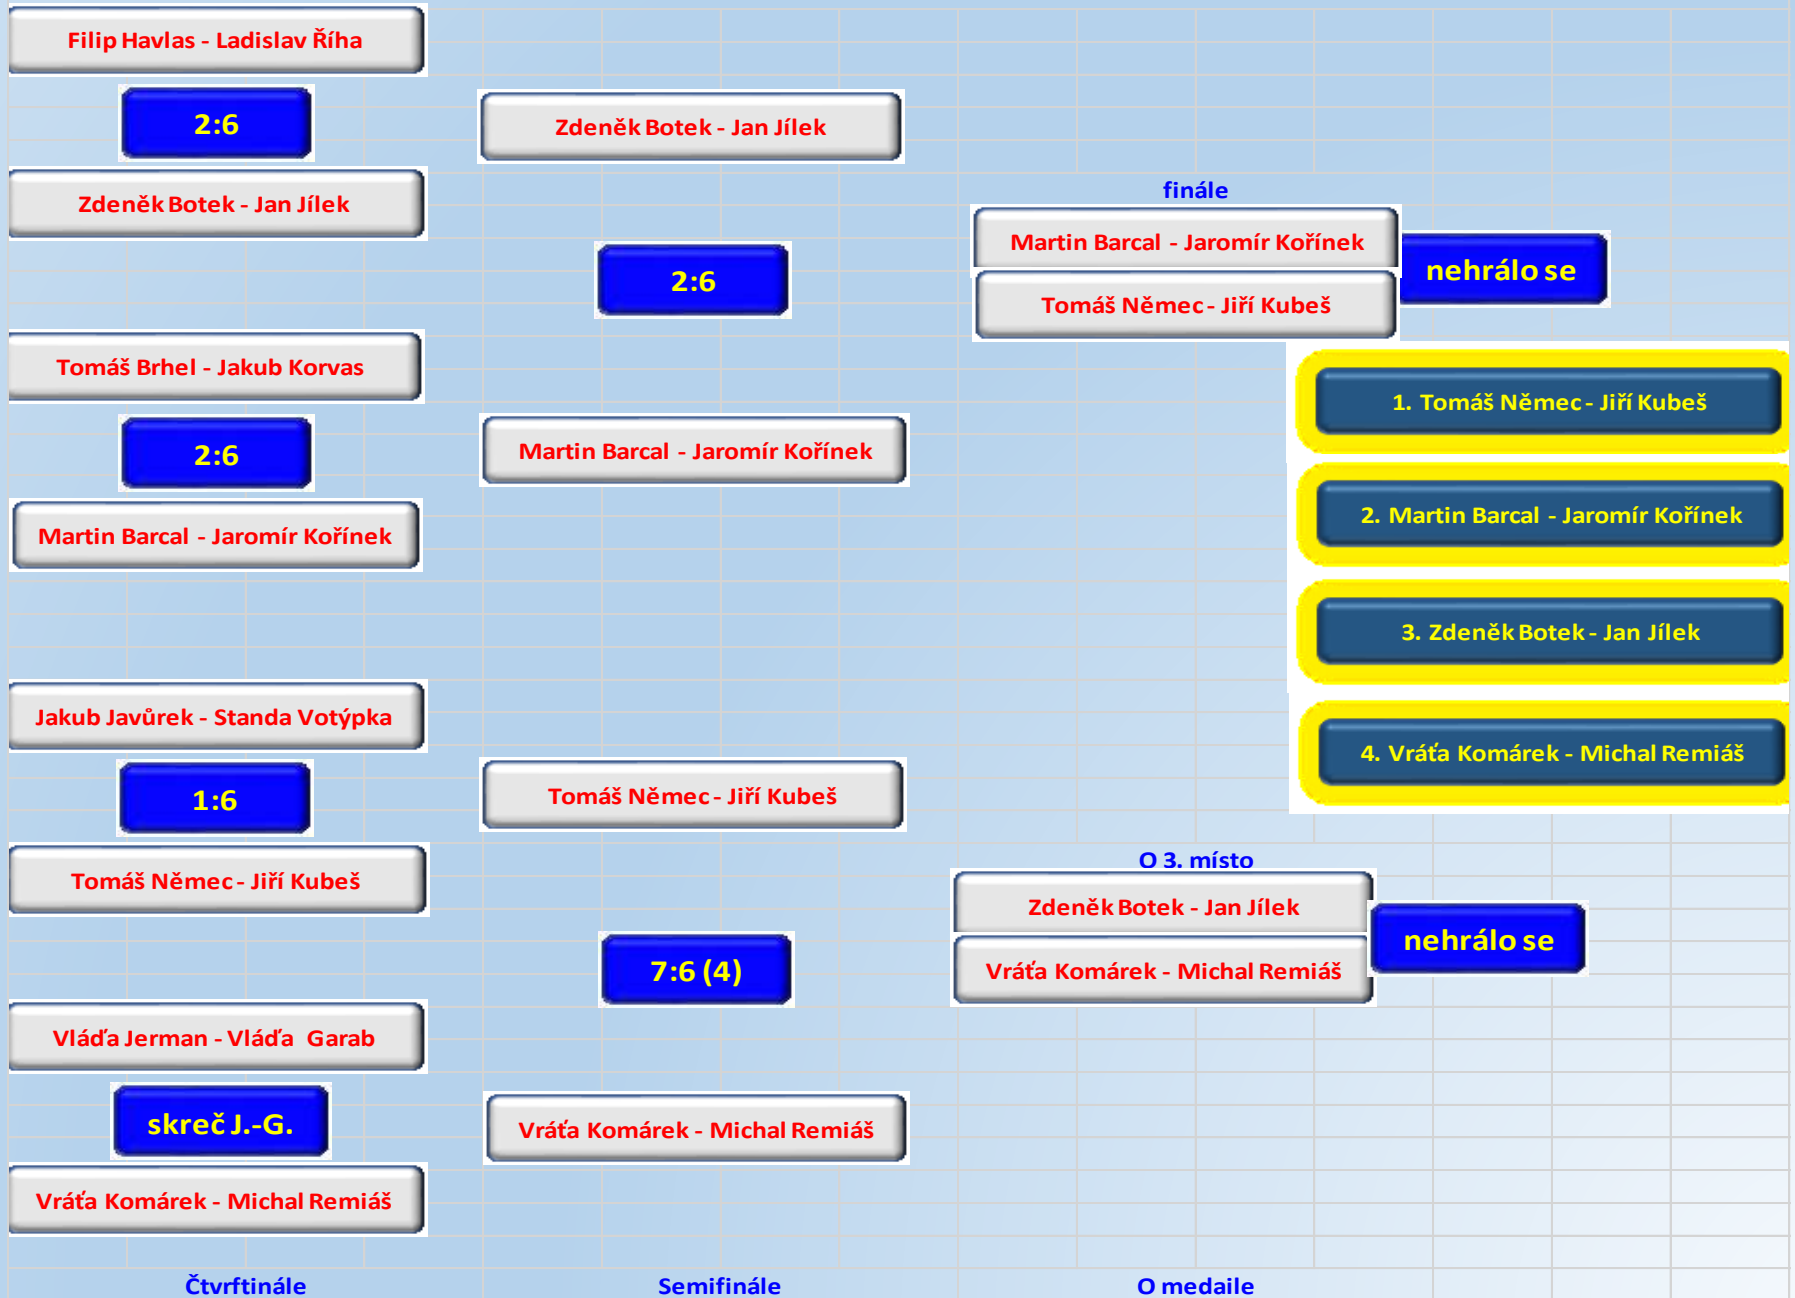 Filip Havlas - Ladislav Říha
2:6
Zdeněk Botek - Jan Jílek
Zdeněk Botek - Jan Jílek
2:6
Tomáš Brhel - Jakub Korvas
2:6
Martin Barcal - Jaromír Kořínek
Martin Barcal - Jaromír Kořínek
Jakub Javůrek - Standa Votýpka
1:6
Tomáš Němec - Jiří Kubeš
Tomáš Němec - Jiří Kubeš
7:6 (4)
Vláďa Jerman - Vláďa Garab
skreč J.-G.
Vráťa Komárek - Michal Remiáš
Vráťa Komárek - Michal Remiáš
finále
Martin Barcal - Jaromír Kořínek
nehrálo se
Tomáš Němec - Jiří Kubeš
1. Tomáš Němec - Jiří Kubeš
2. Martin Barcal - Jaromír Kořínek
3. Zdeněk Botek - Jan Jílek
4. Vráťa Komárek - Michal Remiáš
O 3. místo
Zdeněk Botek - Jan Jílek
nehrálo se
Vráťa Komárek - Michal Remiáš
Čtvrftinále
Semifinále
O medaile